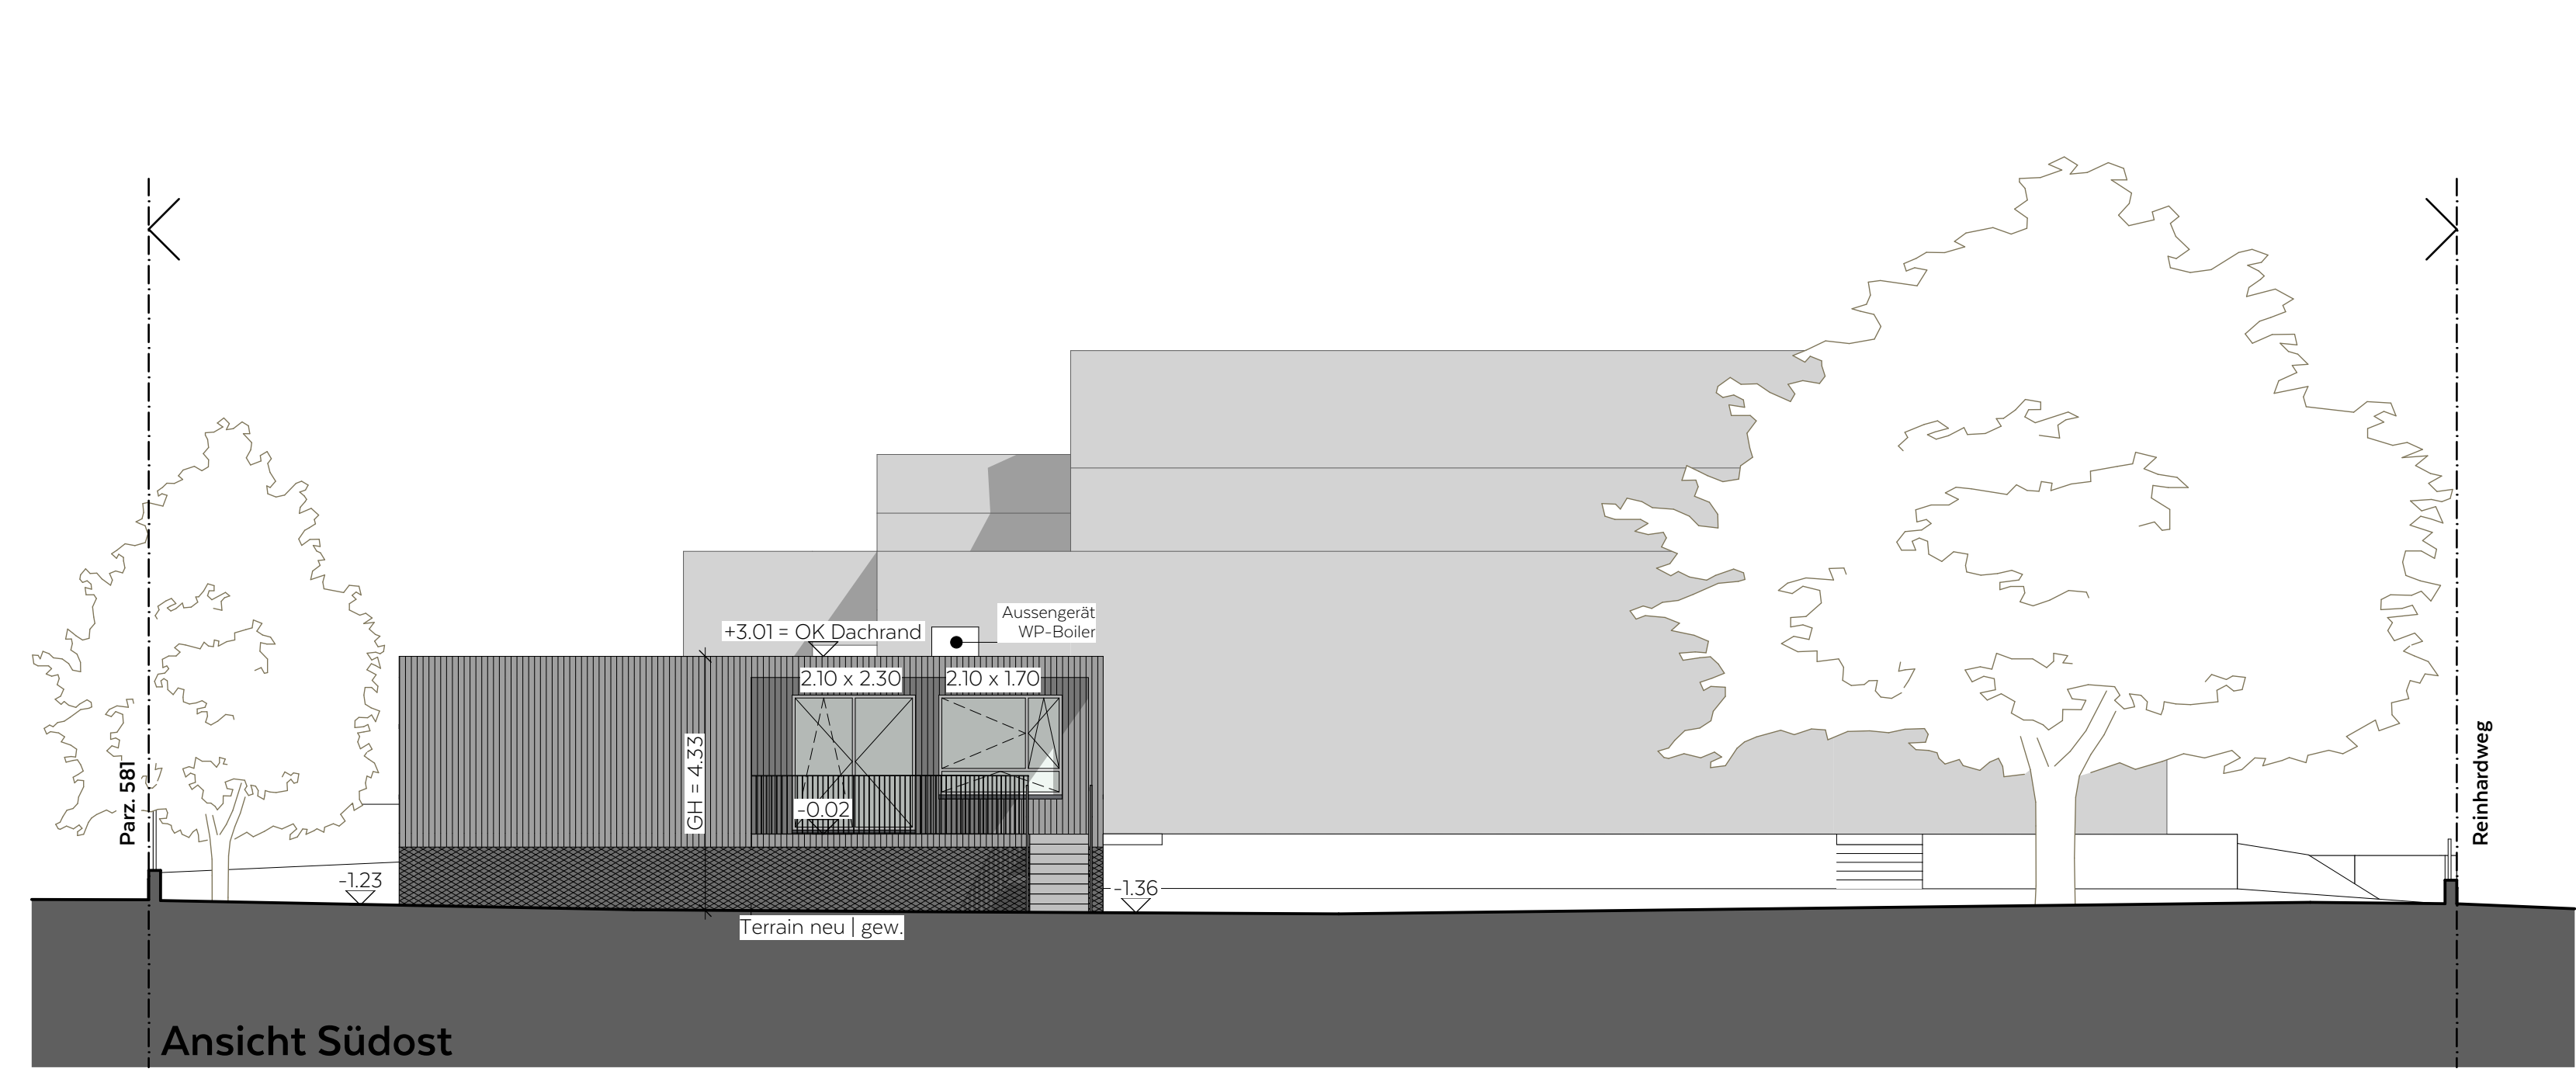 Aussengerät
WP-Boiler
+3.01 = OK Dachrand
2.10 x 2.30
2.10 x 1.70
GH = 4.33
-0.02
Parz. 581
Reinhardweg
-1.23
-1.36
Terrain neu | gew.
Ansicht Südost